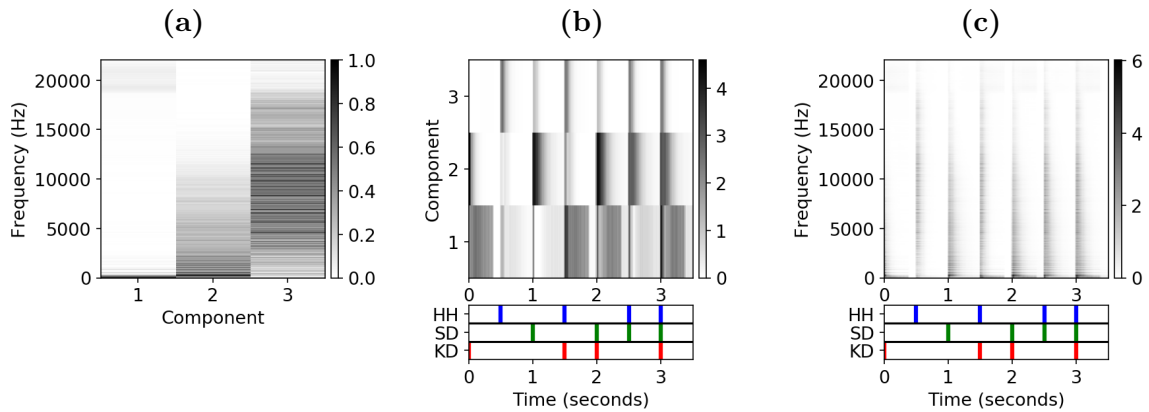 (a)
Frequency (Hz)
20000
15000
10000
5000
0
1 2 3
Component
1.0
0.8
0.6
0.4
0.2
0.0
(b)
Component
3
2
1
0 1 2 3
4
3
2
1
0
HH
SD
KD
0 1 2 3
Time (seconds)
(c)
Frequency (Hz)
20000
15000
10000
5000
0
0 1 2 3
6
4
2
0
HH
SD
KD
0 1 2 3
Time (seconds)